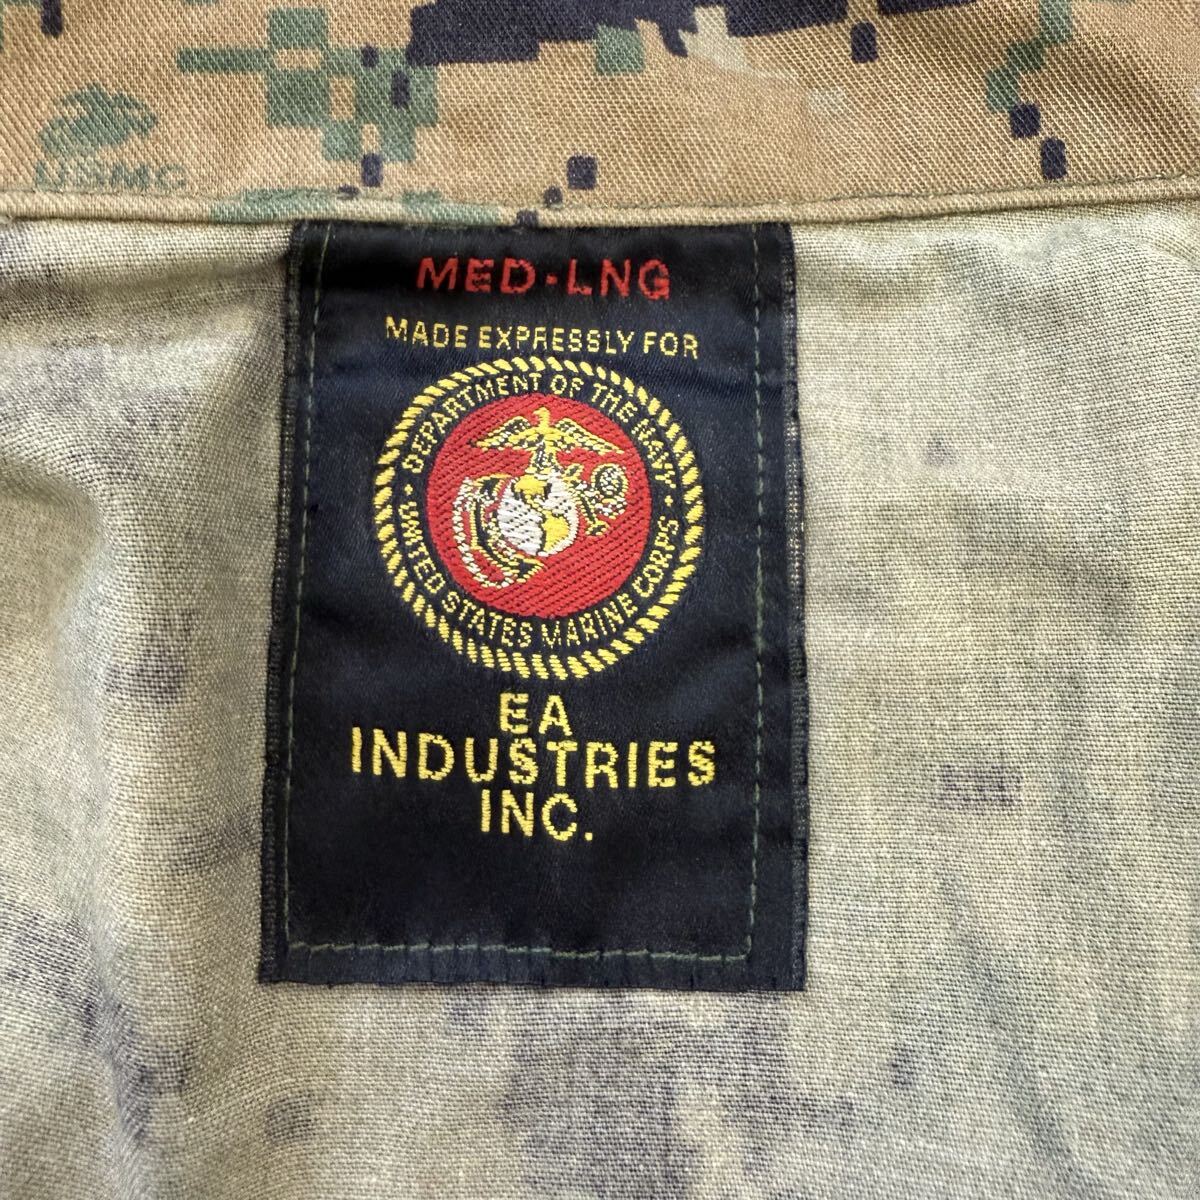 USMC
MED-LNG
MADE EXPRESSLY FOR
DEPARTMENT OF THE NAVY
UNITED STATES MARINE CORPS
EA
INDUSTRIES
INC.